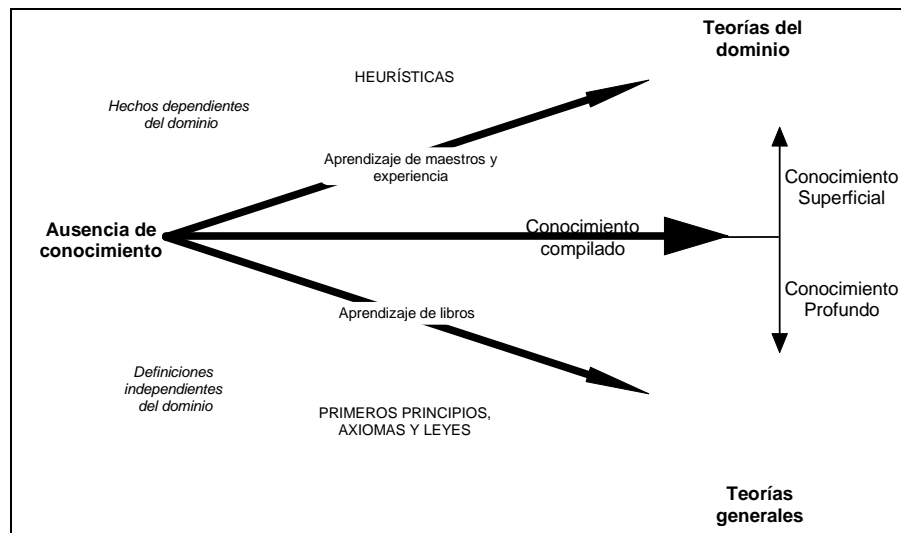 Teorías del
dominio
HEURÍSTICAS
Hechos dependientes
del dominio
Aprendizaje de maestros y
experiencia
Conocimiento
Superficial
Ausencia de
conocimiento
Conocimiento
compilado
Conocimiento
Profundo
Aprendizaje de libros
Definiciones
independientes
del dominio
PRIMEROS PRINCIPIOS,
AXIOMAS Y LEYES
Teorías
generales